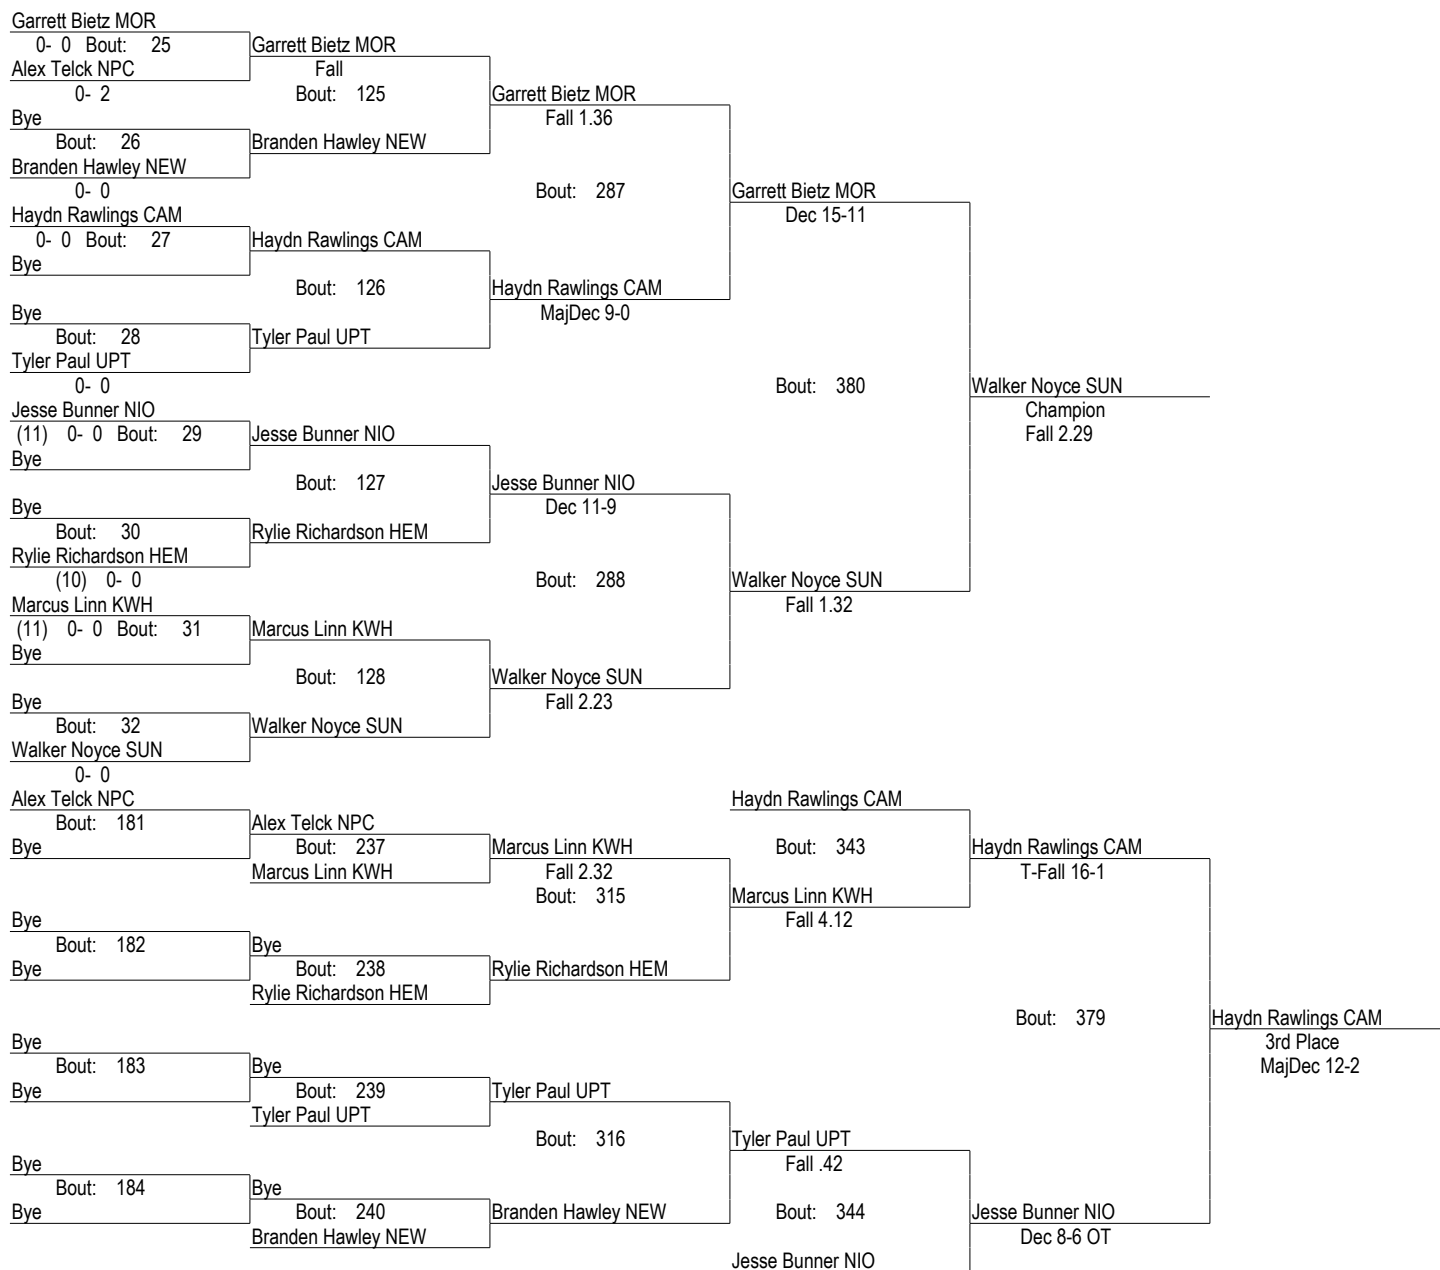 Garrett Bietz MOR
0- 0 Bout: 25 Garrett Bietz MOR
Alex Telck NPC Fall
0- 2 Bout: 125 Garrett Bietz MOR
Bye Fall 1.36
Bout: 26 Branden Hawley NEW
Branden Hawley NEW
0- 0 Bout: 287 Garrett Bietz MOR
Haydn Rawlings CAM Dec 15-11
0- 0 Bout: 27 Haydn Rawlings CAM
Bye
Bout: 126 Haydn Rawlings CAM
Bye MajDec 9-0
Bout: 28 Tyler Paul UPT
Tyler Paul UPT
0- 0 Bout: 380 Walker Noyce SUN
Jesse Bunner NIO Champion
(11) 0- 0 Bout: 29 Jesse Bunner NIO Fall 2.29
Bye
Bout: 127 Jesse Bunner NIO
Bye Dec 11-9
Bout: 30 Rylie Richardson HEM
Rylie Richardson HEM
(10) 0- 0 Bout: 288 Walker Noyce SUN
Marcus Linn KWH Fall 1.32
(11) 0- 0 Bout: 31 Marcus Linn KWH
Bye
Bout: 128 Walker Noyce SUN
Bye Fall 2.23
Bout: 32 Walker Noyce SUN
Walker Noyce SUN
0- 0
Alex Telck NPC Haydn Rawlings CAM
Bout: 181 Alex Telck NPC
Bye Bout: 237 Marcus Linn KWH Bout: 343 Haydn Rawlings CAM
Marcus Linn KWH Fall 2.32 T-Fall 16-1
Bout: 315 Marcus Linn KWH
Bye Fall 4.12
Bout: 182 Bye
Bye Bout: 238 Rylie Richardson HEM
Rylie Richardson HEM
Bout: 379 Haydn Rawlings CAM
Bye 3rd Place
Bout: 183 Bye MajDec 12-2
Bye Bout: 239 Tyler Paul UPT
Tyler Paul UPT
Bout: 316 Tyler Paul UPT
Bye Fall .42
Bout: 184 Bye
Bye Bout: 240 Branden Hawley NEW Bout: 344 Jesse Bunner NIO
Branden Hawley NEW Dec 8-6 OT
Jesse Bunner NIO